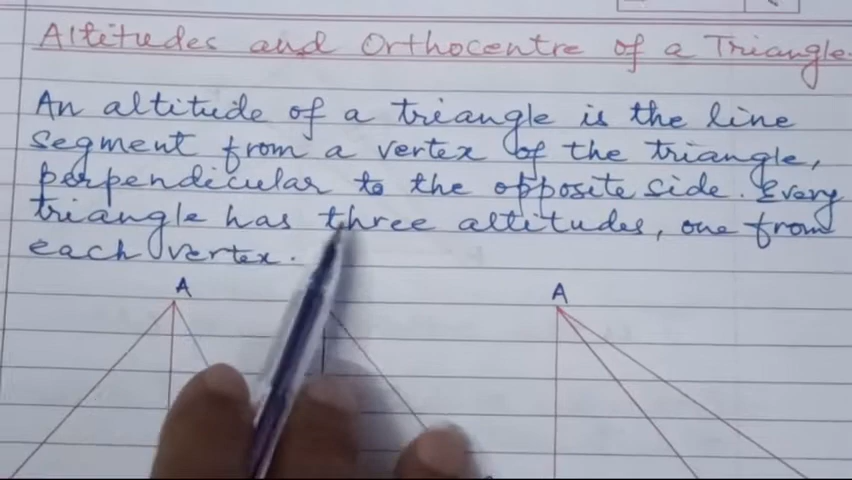 Altitudes and Orthocentre of a Triangle.
An altitude of a triangle is the line
segment from a vertex of the triangle,
perpendicular to the opposite side. Every
triangle has three altitudes, one from
each vertex.
A A